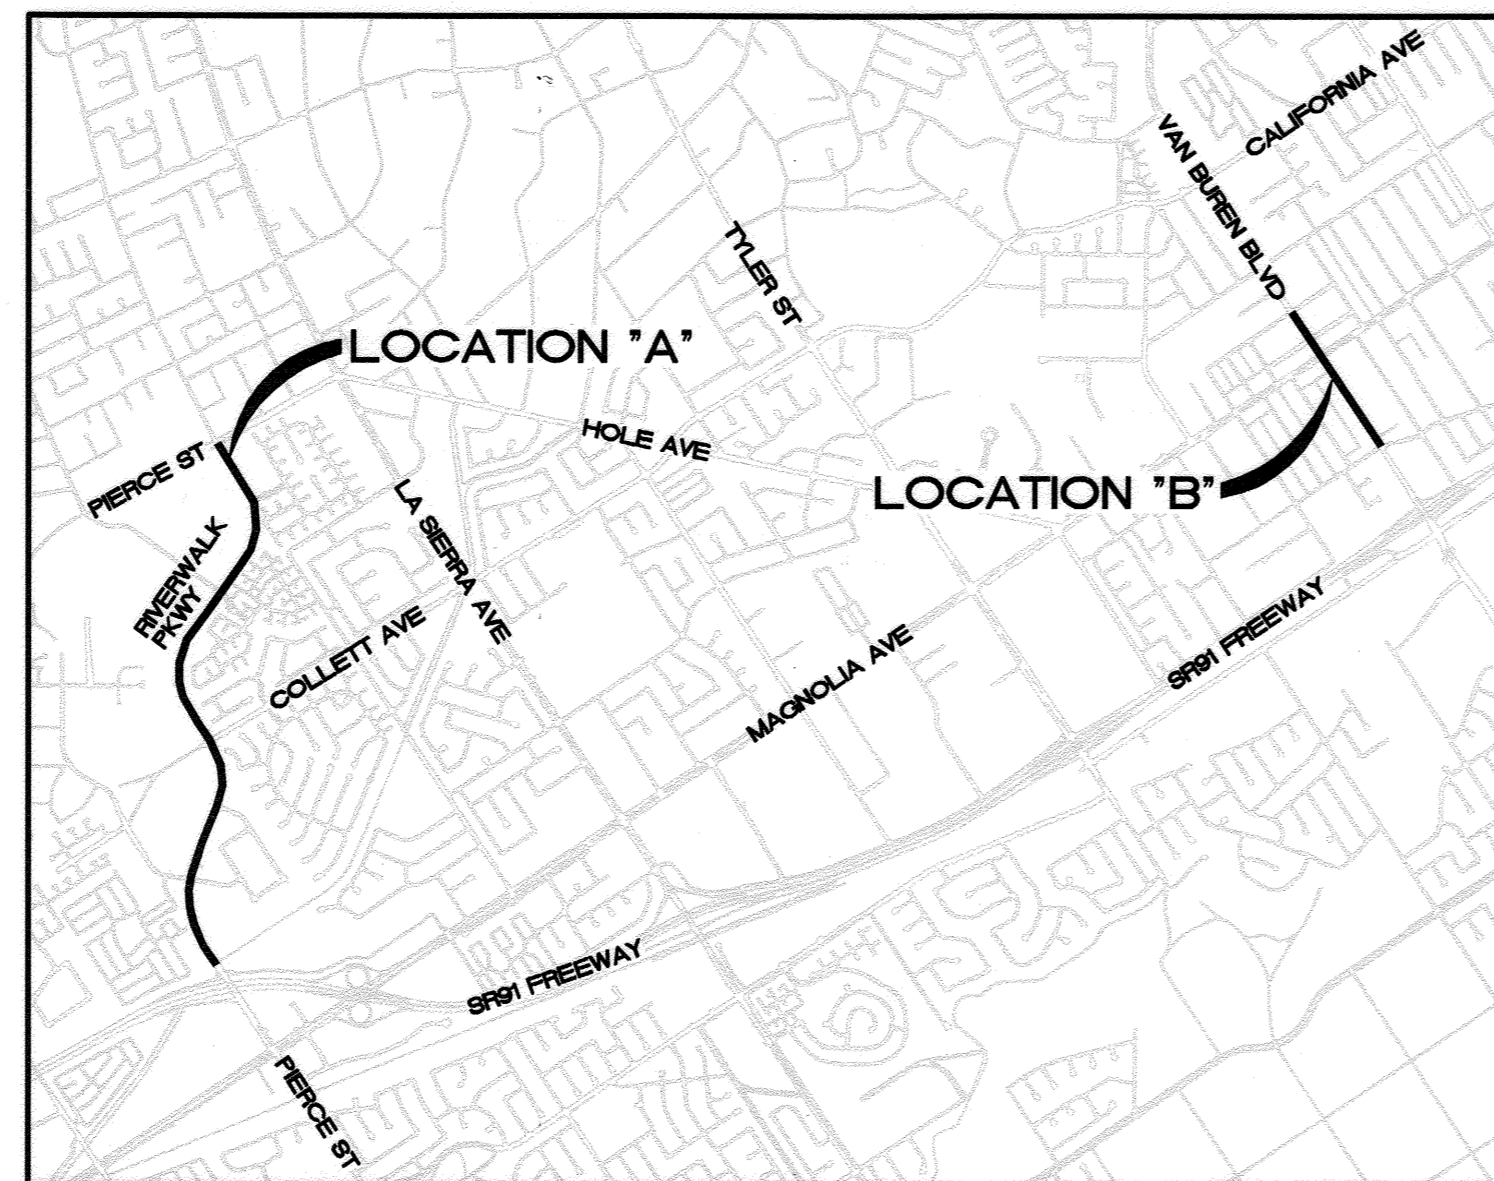 CALIFORNIA AVE
VAN BUREN BLVD
TYLER ST
LOCATION "A"
HOLE AVE
PIERCE ST
LOCATION "B"
LA SIERRA AVE
RIVERWALK
PKWY
COLLETT AVE
MAGNOLIA AVE
SR91 FREEWAY
SR91 FREEWAY
PIERCE ST